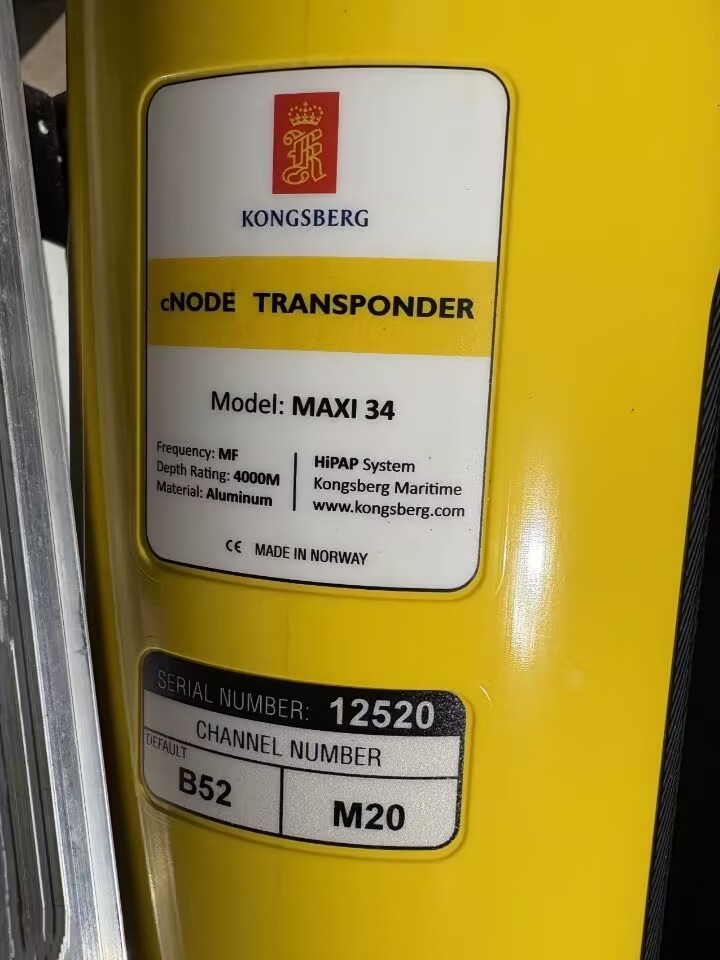 KONGSBERG
cNODE TRANSPONDER
Model: MAXI 34
Frequency: MF
Depth Rating: 4000M
Material: Aluminum
HiPAP System
Kongsberg Maritime
www.kongsberg.com
CE MADE IN NORWAY
SERIAL NUMBER: 12520
CHANNEL NUMBER
DEFAULT
B52
M20